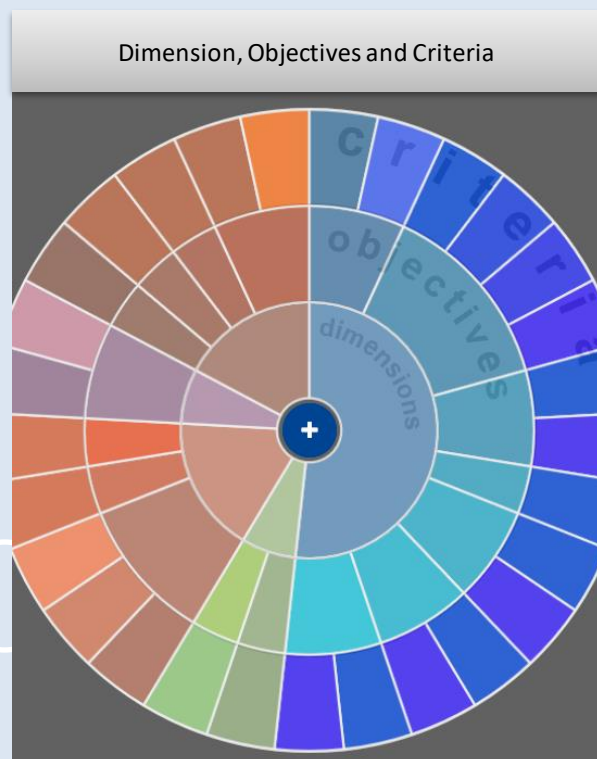 Dimension, Objectives and Criteria
criteria
objectives
dimensions
+